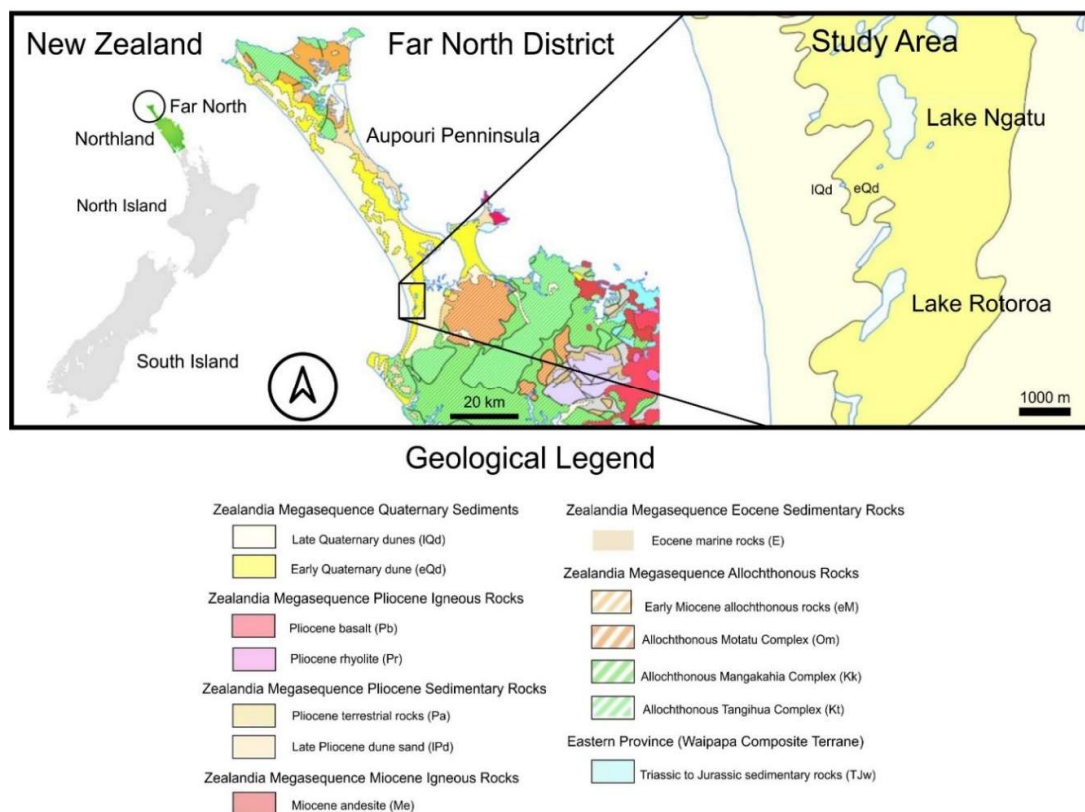 New Zealand
Far North District
Study Area
Far North
Northland
North Island
South Island
Aupouri Penninsula
20 km
Lake Ngatu
lQd
eQd
Lake Rotoroa
1000 m
Geological Legend
Zealandia Megasequence Quaternary Sediments
Late Quaternary dunes (lQd)
Early Quaternary dune (eQd)
Zealandia Megasequence Pliocene Igneous Rocks
Pliocene basalt (Pb)
Pliocene rhyolite (Pr)
Zealandia Megasequence Pliocene Sedimentary Rocks
Pliocene terrestrial rocks (Pa)
Late Pliocene dune sand (lPd)
Zealandia Megasequence Miocene Igneous Rocks
Miocene andesite (Me)
Zealandia Megasequence Eocene Sedimentary Rocks
Eocene marine rocks (E)
Zealandia Megasequence Allochthonous Rocks
Early Miocene allochthonous rocks (eM)
Allochthonous Motatu Complex (Om)
Allochthonous Mangakahia Complex (Kk)
Allochthonous Tangihua Complex (Kt)
Eastern Province (Waipapa Composite Terrane)
Triassic to Jurassic sedimentary rocks (TJw)